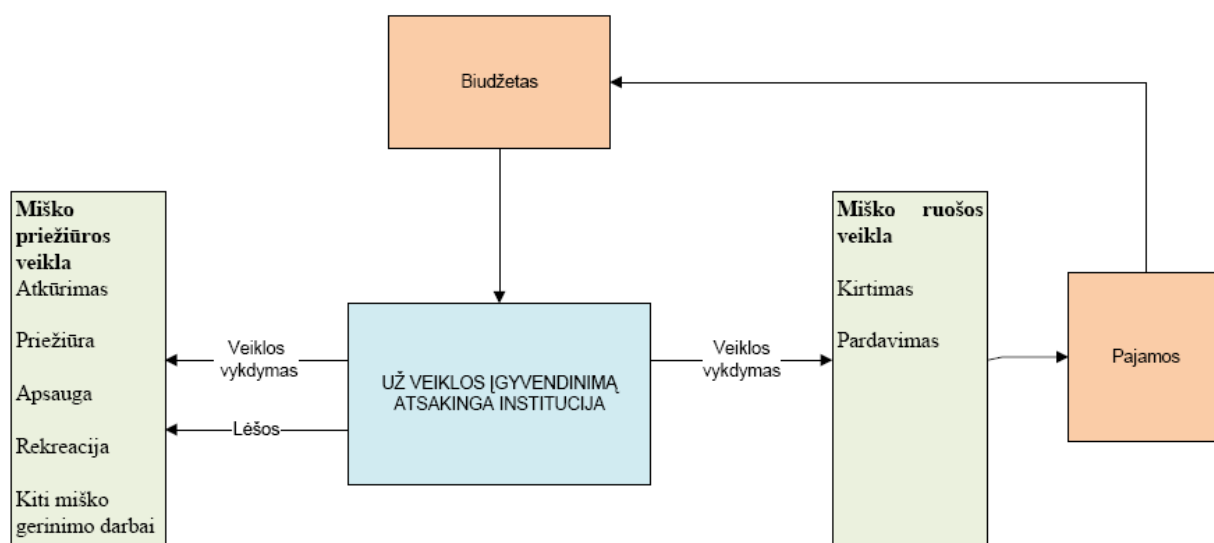 Biudžetas
Miško
priežiūros
veikla
Atkūrimas
Priežiūra
Apsauga
Rekreacija
Kiti miško
gerinimo darbai
Veiklos
vykdymas
Lėšos
UŽ VEIKLOS ĮGYVENDINIMĄ
ATSAKINGA INSTITUCIJA
Veiklos
vykdymas
Miško ruošos
veikla
Kirtimas
Pardavimas
Pajamos